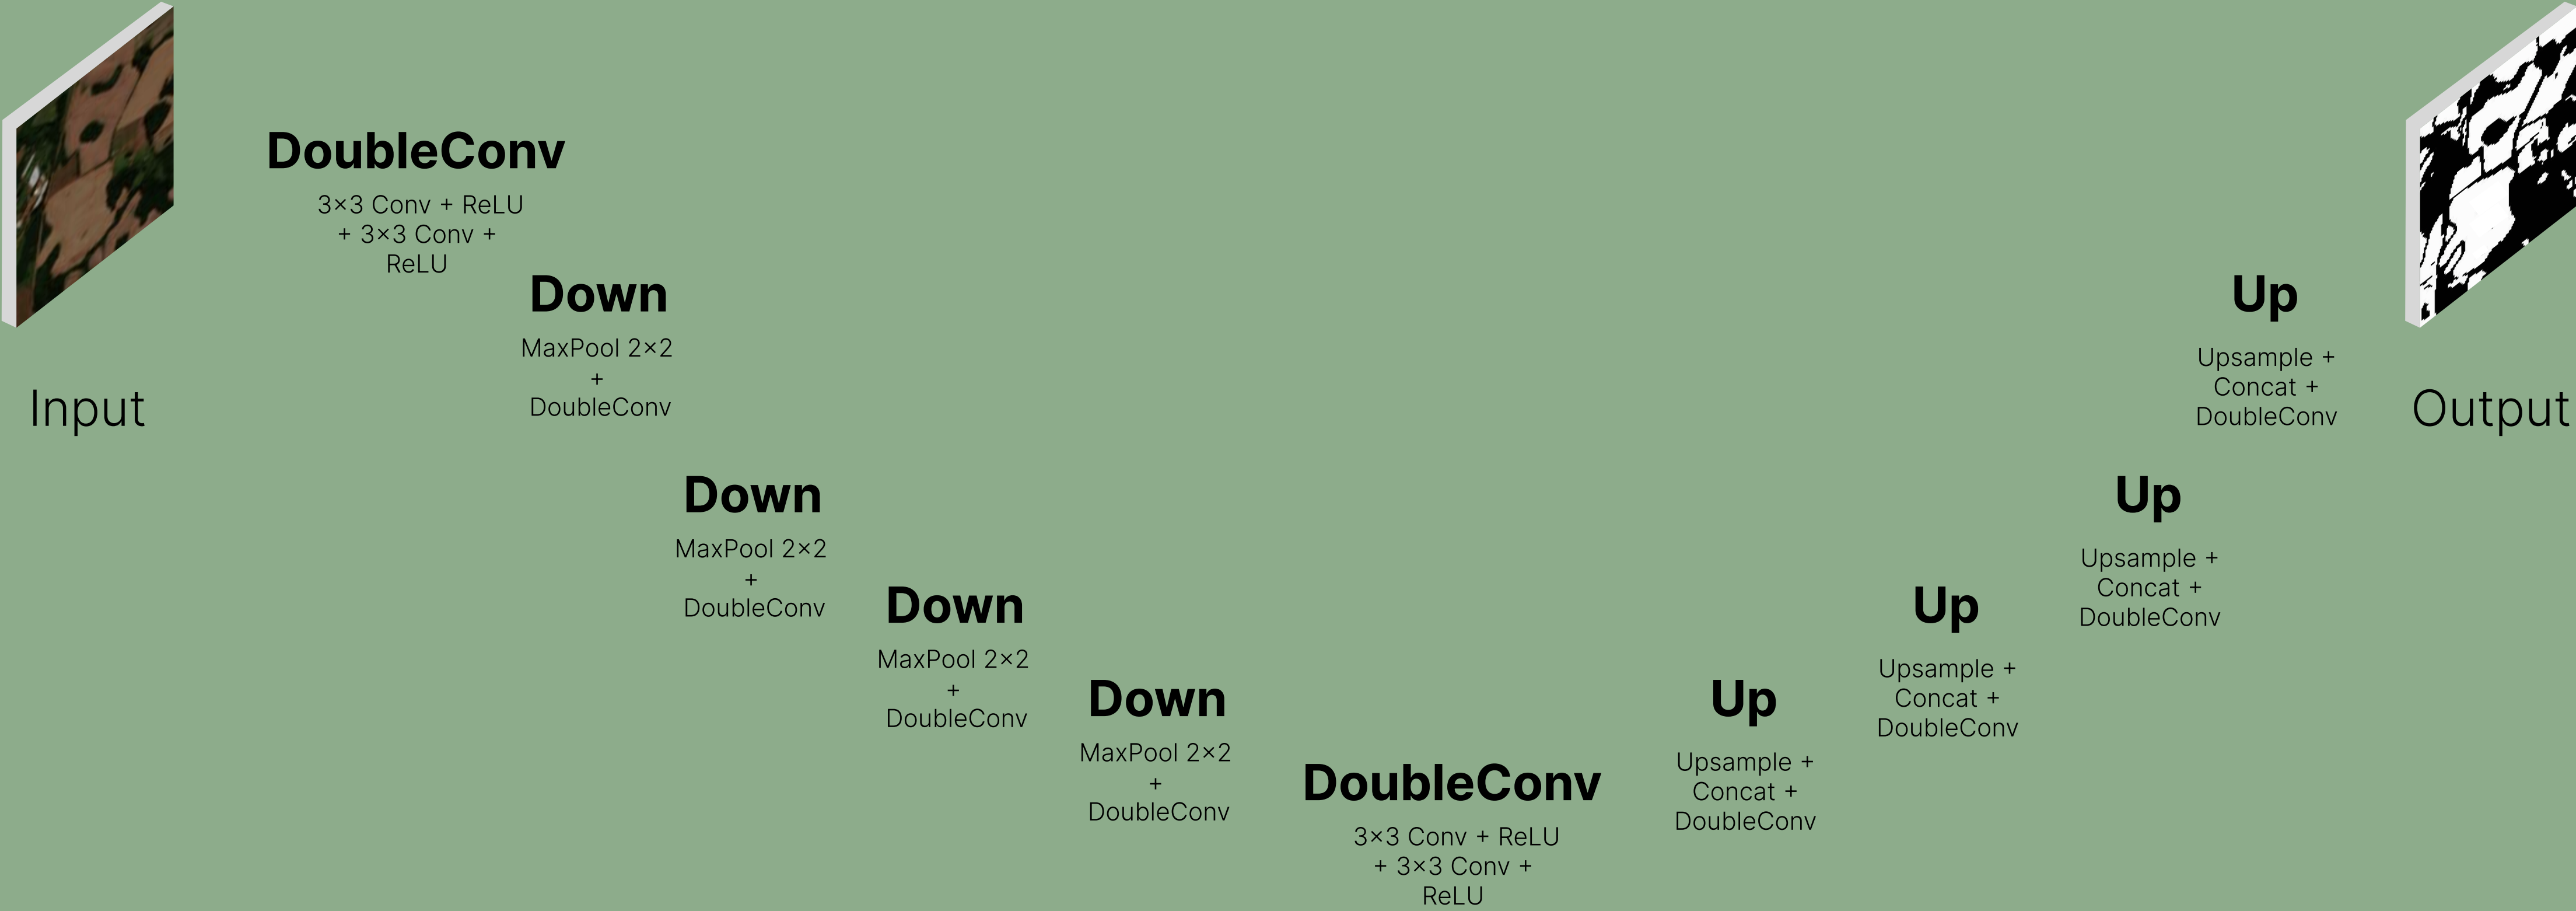 Input
DoubleConv
3×3 Conv + ReLU
+ 3×3 Conv +
ReLU
Down
MaxPool 2×2
+
DoubleConv
Down
MaxPool 2×2
+
DoubleConv
Down
MaxPool 2×2
+
DoubleConv
Down
MaxPool 2×2
+
DoubleConv
DoubleConv
3×3 Conv + ReLU
+ 3×3 Conv +
ReLU
Up
Upsample +
Concat +
DoubleConv
Up
Upsample +
Concat +
DoubleConv
Up
Upsample +
Concat +
DoubleConv
Up
Upsample +
Concat +
DoubleConv
Output